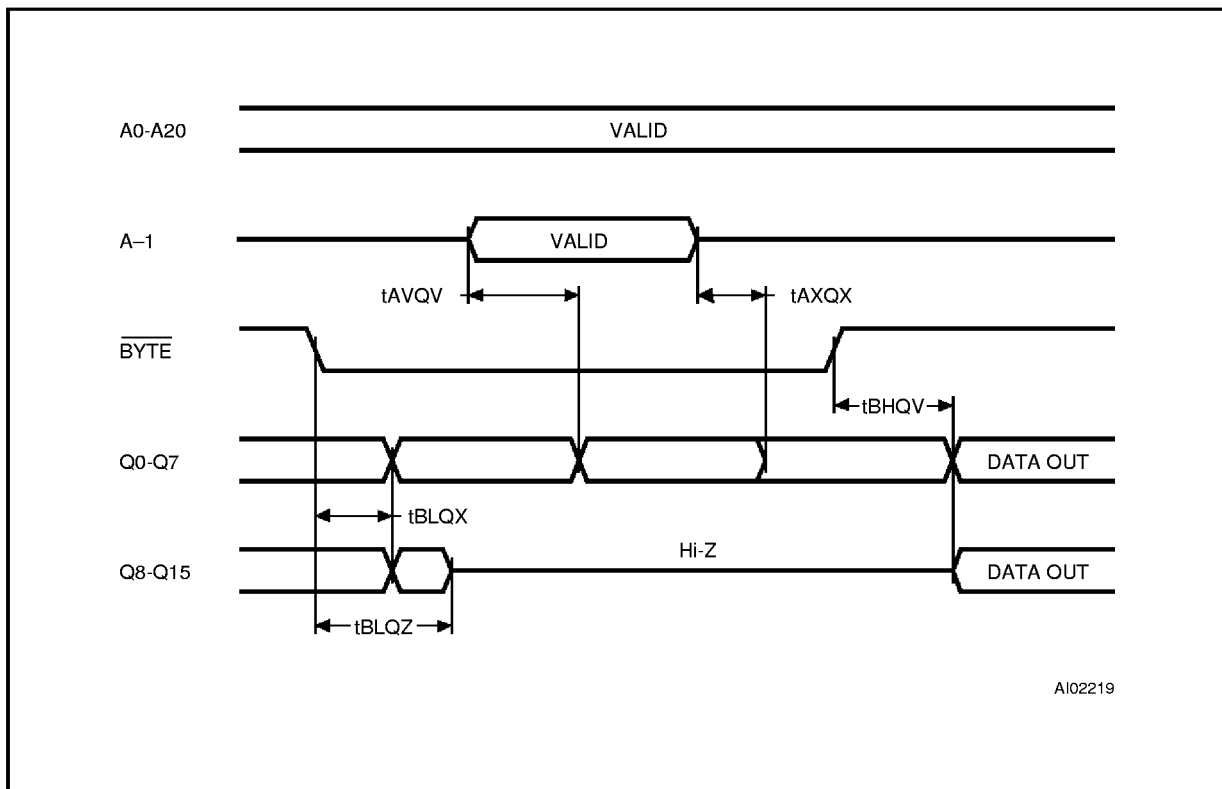 A0-A20
VALID
A–1
VALID
tAVQV
tAXQX
BYTE
tBHQV
Q0-Q7
DATA OUT
tBLQX
Hi-Z
Q8-Q15
DATA OUT
tBLQZ
AI02219